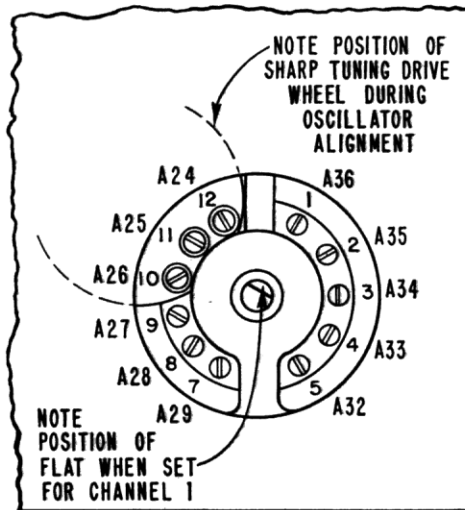 NOTE POSITION OF
SHARP TUNING DRIVE
WHEEL DURING
OSCILLATOR
ALIGNMENT
A24
A36
12
1
A25
11
2
A35
A26
10
3
A34
A27
9
4
A33
A28
8
7
5
A29
A32
NOTE
POSITION OF
FLAT WHEN SET
FOR CHANNEL 1